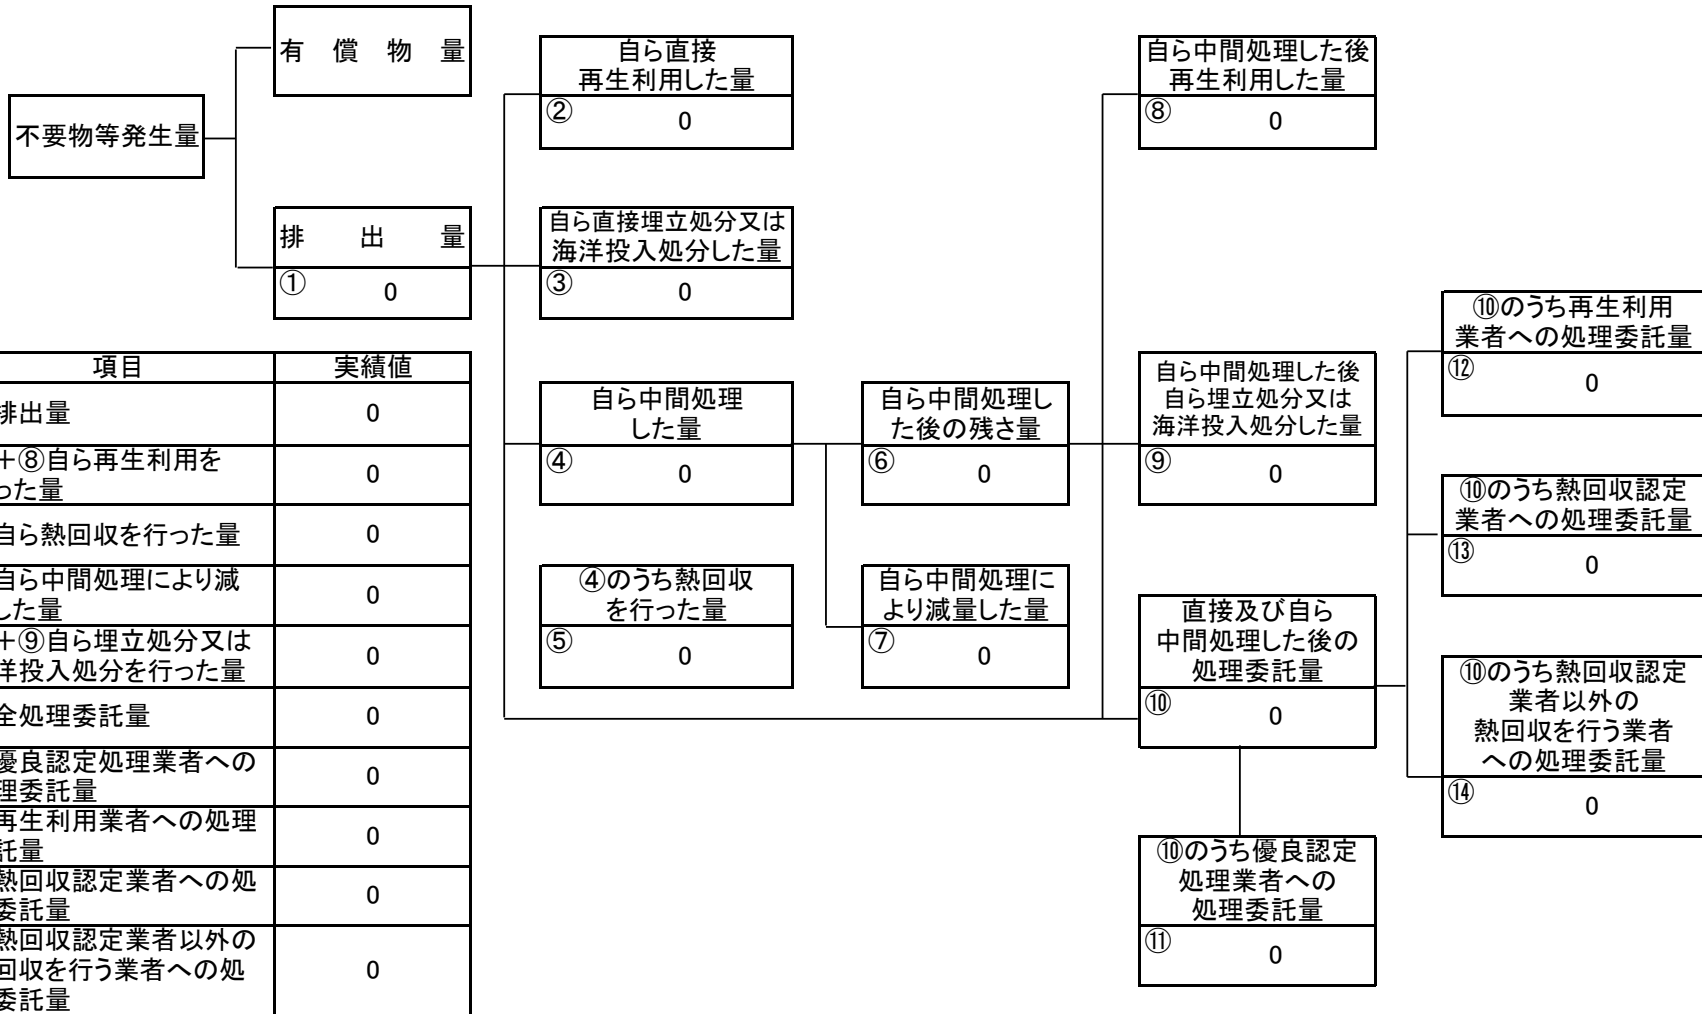 不要物等発生量
有償物量
排出量
①
0
自ら直接
再生利用した量
②
0
自ら直接埋立処分又は
海洋投入処分した量
③
0
自ら中間処理
した量
④
0
④のうち熱回収
を行った量
⑤
0
自ら中間処理し
た後の残さ量
⑥
0
自ら中間処理に
より減量した量
⑦
0
自ら中間処理した後
再生利用した量
⑧
0
自ら中間処理した後
自ら埋立処分又は
海洋投入処分した量
⑨
0
直接及び自ら
中間処理した後の
処理委託量
⑩
0
⑩のうち優良認定
処理業者への
処理委託量
⑪
0
⑩のうち再生利用
業者への処理委託量
⑫
0
⑩のうち熱回収認定
業者への処理委託量
⑬
0
⑩のうち熱回収認定
業者以外の
熱回収を行う業者
への処理委託量
⑭
0
項目 実績値
排出量 0
+⑧自ら再生利用を
った量
0
自ら熱回収を行った量 0
自ら中間処理により減
した量
0
+⑨自ら埋立処分又は
洋投入処分を行った量
0
全処理委託量 0
優良認定処理業者への
理委託量
0
再生利用業者への処理
託量
0
熱回収認定業者への処
委託量
0
熱回収認定業者以外の
回収を行う業者への処
委託量
0